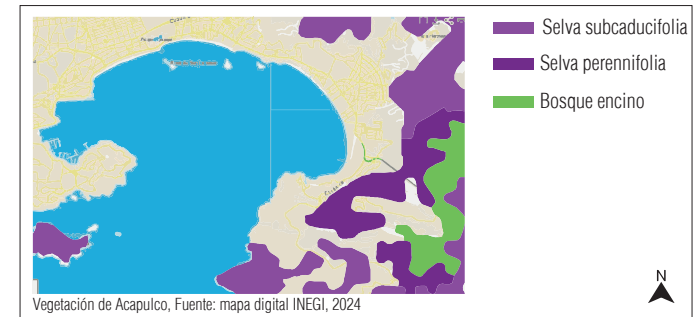 Selva subcaducifolia
Selva perennifolia
Bosque encino
N
Vegetación de Acapulco, Fuente: mapa digital INEGI, 2024